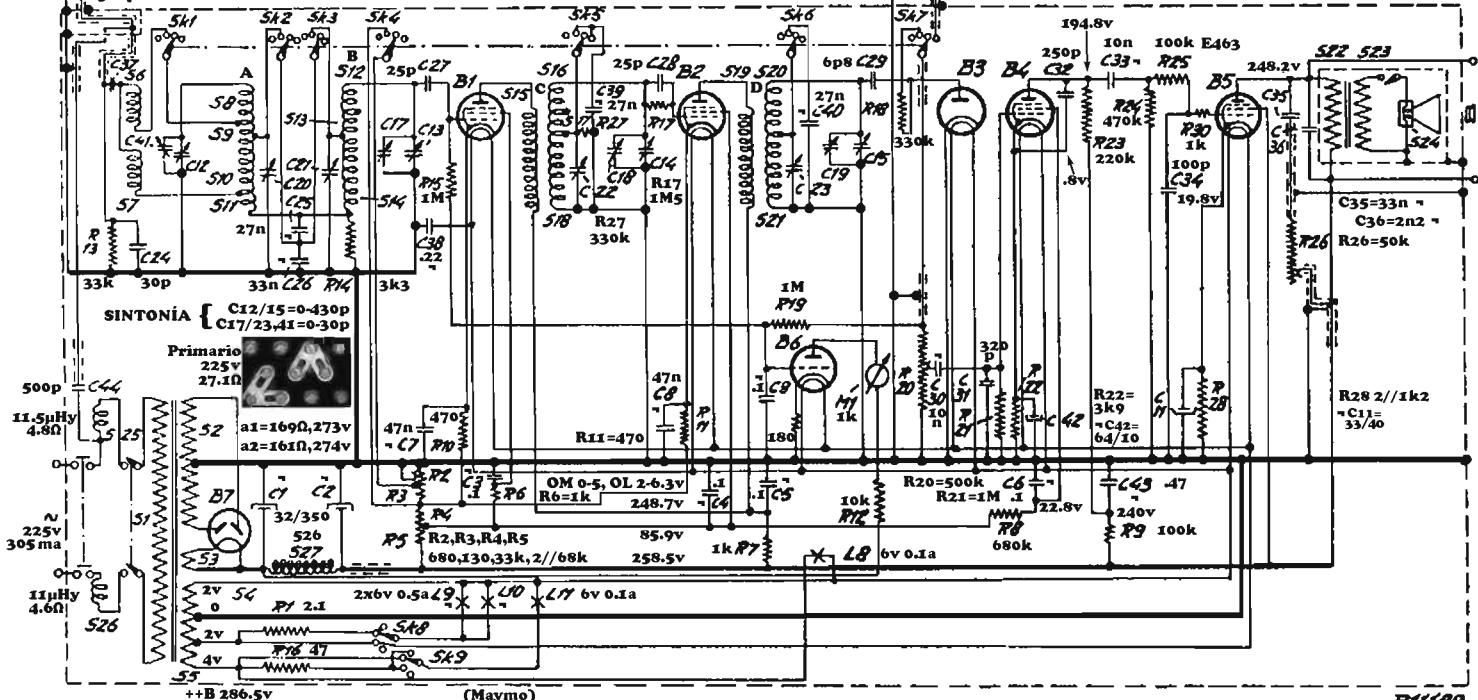 Sk1 Sk2 Sk3 Sk4 Sk5 Sk6 Sk7
194.8v
C37 S6 A B S12 25p C27 B1 S15 S16 25p C28 B2 S19 S20 6p8 C29 B3 B4 250p C32 10n C33 100k E463 R25 B5 248.2v S22 S23
S8 S9 S13 C C39 27n D 27n C40 R18 C35
C41 C12 C17 C13 S17 R27 R17 330k R24 470k R30 1k C36 S24
S10 C21 C20 R15 1M C18 C14 C19 C15 R23 220k 100p C34
S7 S11 C25 S14 C22 R17 1M5 C23 .8v 19.8v C35=33n
C36=2n2
R13 C24 27n C38 .22 S18 R27 330k S21 R26 R26=50k
33k 30p 33n C26 R14 3k3
SINTONÍA { C12/15=0-430p
C17/23,41=0-30p
1M
R19
Primario
225v
27.1Ω
B6 320p
500p C44 47n C8 .1 C9 M1 1k R20 C30 10n C31 R21 R22 C42 R22=3k9 C11 R28 R28 2//1k2
C42=64/10
C11=33/40
11.5µHy
4.8Ω
S25 S2 a1=169Ω,273v
a2=161Ω,274v
47n C7 470 R10 R11=470 R11 180
B7 C1 C2 R2 R3 C3 .1 R6 OM 0-5, OL 2-6.3v
R6=1k 248.7v .1 C4 .1 C5 10k R12 R20=500k
R21=1M .1 C6 C43 .47
~
225v
305ma
S1 32/350 R4 22.8v 240v
526
S27 R5 R2,R3,R4,R5 85.9v R8 680k R9 100k
S3 680,130,33k,2//68k 258.5v 1k R7 L8 6v 0.1a
11µHy
4.6Ω
S26 2v S4 2x6v 0.5a L9 L10 L11 6v 0.1a
0 R1 2.1
2v Sk8
R16 47
4v Sk9
S5
++B 286.5v (Maymo)